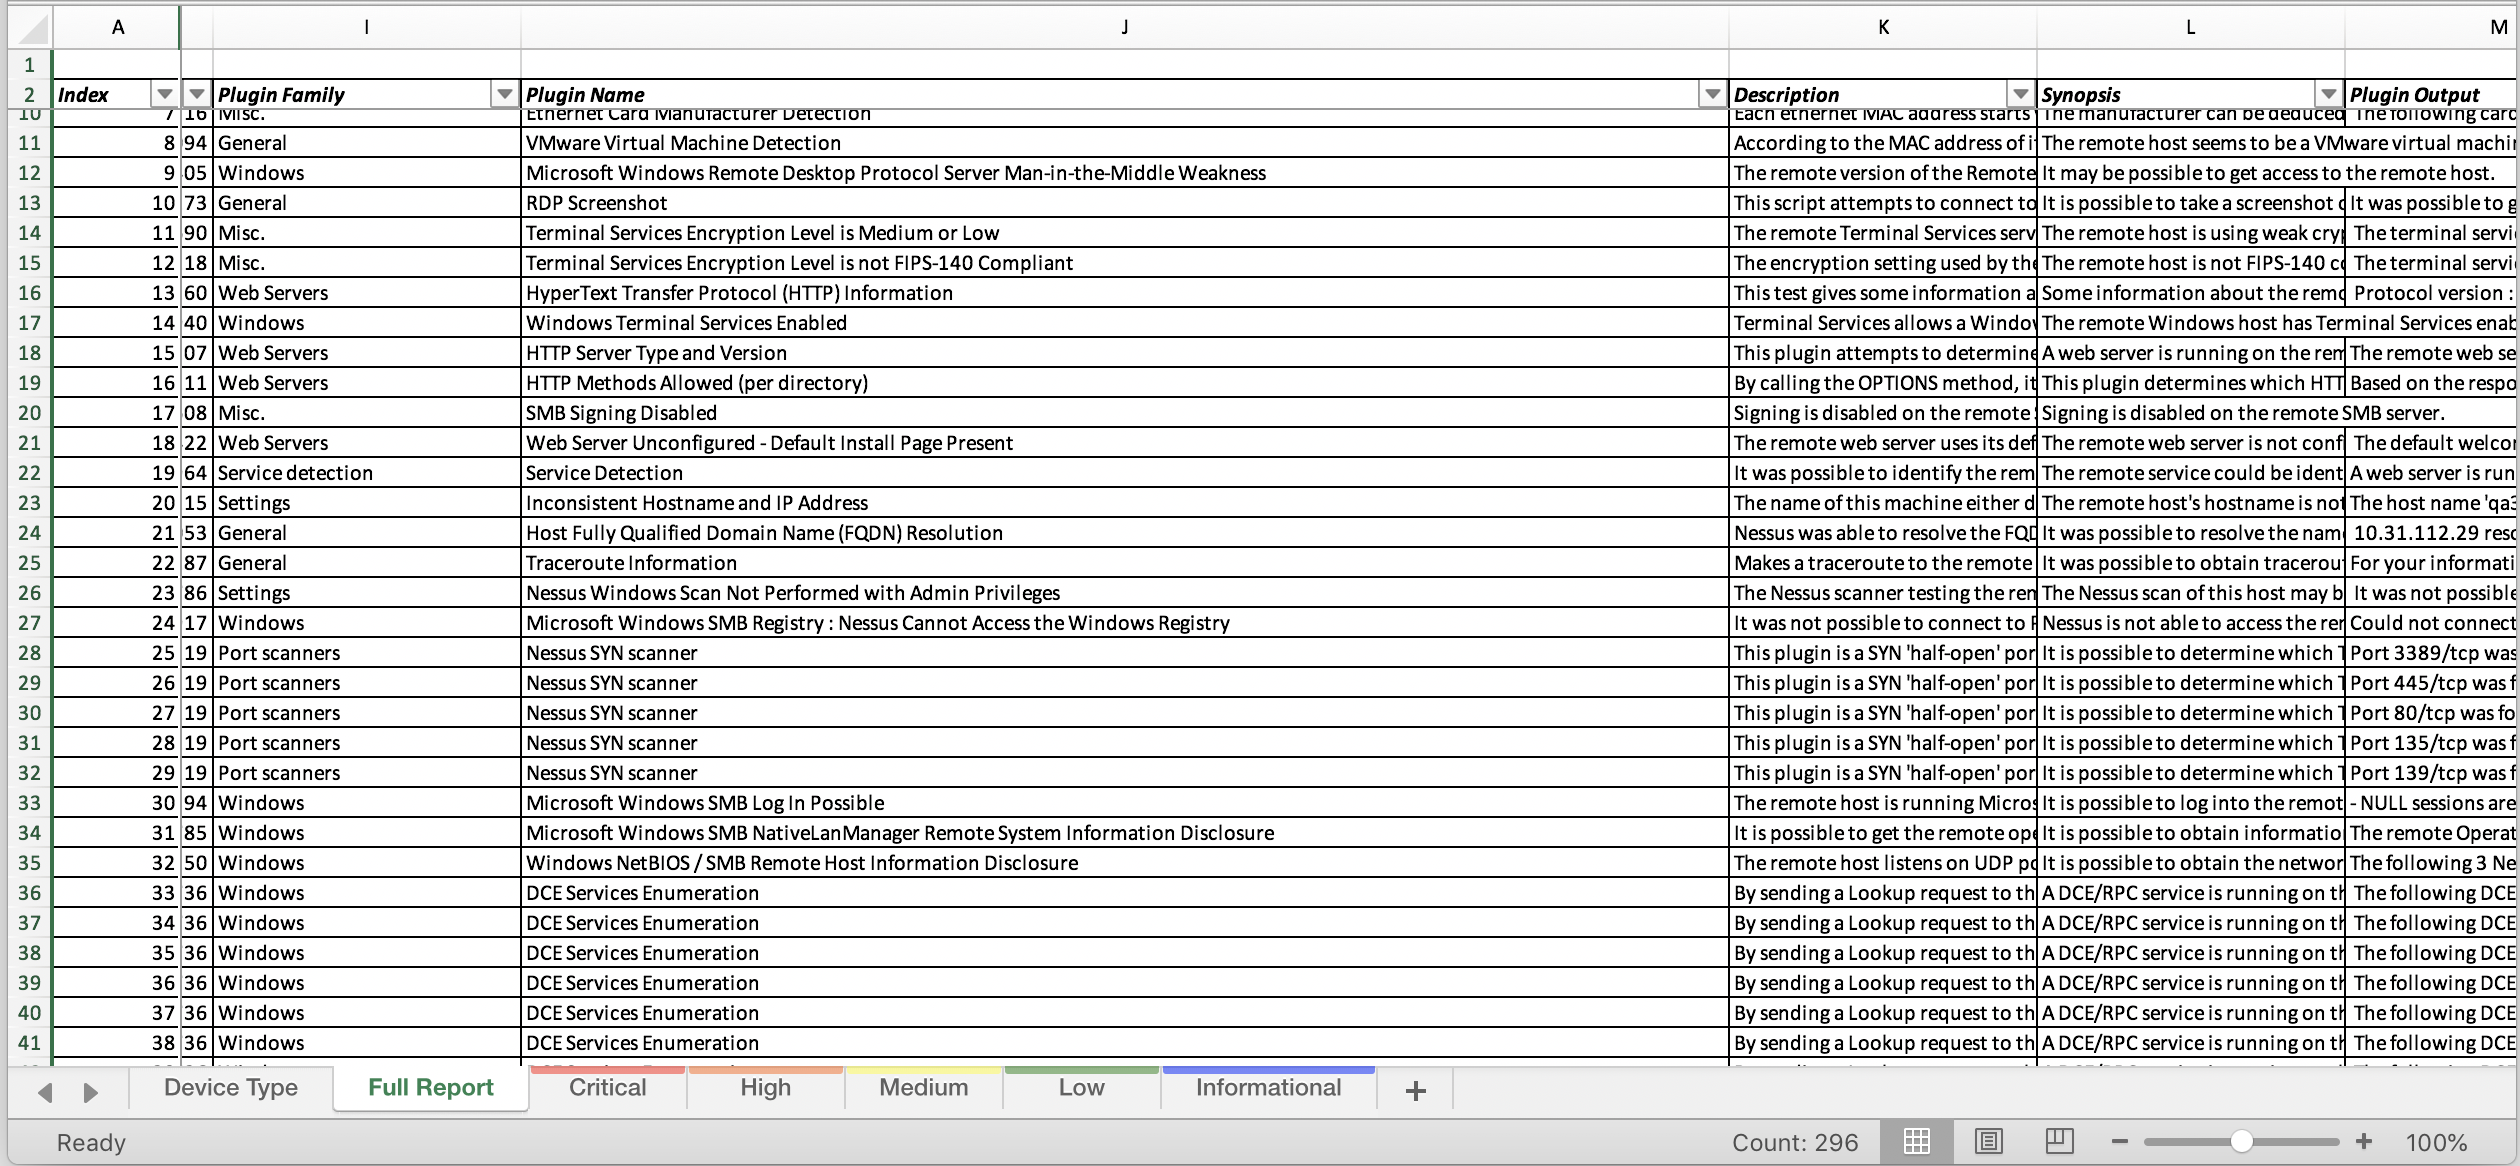 A I J K L M
1
2 Index Plugin Family Plugin Name Description Synopsis Plugin Output
10 7 16 Misc. Ethernet Card Manufacturer Detection Each ethernet MAC address starts The manufacturer can be deduced The following card
11 8 94 General VMware Virtual Machine Detection According to the MAC address of i The remote host seems to be a VMware virtual machi
12 9 05 Windows Microsoft Windows Remote Desktop Protocol Server Man-in-the-Middle Weakness The remote version of the Remote It may be possible to get access to the remote host.
13 10 73 General RDP Screenshot This script attempts to connect to It is possible to take a screenshot It was possible to g
14 11 90 Misc. Terminal Services Encryption Level is Medium or Low The remote Terminal Services serv The remote host is using weak cry The terminal servi
15 12 18 Misc. Terminal Services Encryption Level is not FIPS-140 Compliant The encryption setting used by the The remote host is not FIPS-140 co The terminal servi
16 13 60 Web Servers HyperText Transfer Protocol (HTTP) Information This test gives some information a Some information about the remo Protocol version :
17 14 40 Windows Windows Terminal Services Enabled Terminal Services allows a Windo The remote Windows host has Terminal Services enab
18 15 07 Web Servers HTTP Server Type and Version This plugin attempts to determine A web server is running on the rem The remote web se
19 16 11 Web Servers HTTP Methods Allowed (per directory) By calling the OPTIONS method, it This plugin determines which HTT Based on the respo
20 17 08 Misc. SMB Signing Disabled Signing is disabled on the remote Signing is disabled on the remote SMB server.
21 18 22 Web Servers Web Server Unconfigured - Default Install Page Present The remote web server uses its def The remote web server is not conf The default welco
22 19 64 Service detection Service Detection It was possible to identify the rem The remote service could be ident A web server is run
23 20 15 Settings Inconsistent Hostname and IP Address The name of this machine either d The remote host's hostname is not The host name 'qa3
24 21 53 General Host Fully Qualified Domain Name (FQDN) Resolution Nessus was able to resolve the FQD It was possible to resolve the nam 10.31.112.29 reso
25 22 87 General Traceroute Information Makes a traceroute to the remote It was possible to obtain tracerou For your informati
26 23 86 Settings Nessus Windows Scan Not Performed with Admin Privileges The Nessus scanner testing the rem The Nessus scan of this host may b It was not possible
27 24 17 Windows Microsoft Windows SMB Registry : Nessus Cannot Access the Windows Registry It was not possible to connect to Nessus is not able to access the rem Could not connect
28 25 19 Port scanners Nessus SYN scanner This plugin is a SYN 'half-open' por It is possible to determine which T Port 3389/tcp was
29 26 19 Port scanners Nessus SYN scanner This plugin is a SYN 'half-open' por It is possible to determine which T Port 445/tcp was f
30 27 19 Port scanners Nessus SYN scanner This plugin is a SYN 'half-open' por It is possible to determine which T Port 80/tcp was fo
31 28 19 Port scanners Nessus SYN scanner This plugin is a SYN 'half-open' por It is possible to determine which T Port 135/tcp was f
32 29 19 Port scanners Nessus SYN scanner This plugin is a SYN 'half-open' por It is possible to determine which T Port 139/tcp was f
33 30 94 Windows Microsoft Windows SMB Log In Possible The remote host is running Micros It is possible to log into the remot - NULL sessions are
34 31 85 Windows Microsoft Windows SMB NativeLanManager Remote System Information Disclosure It is possible to get the remote ope It is possible to obtain informatio The remote Operat
35 32 50 Windows Windows NetBIOS / SMB Remote Host Information Disclosure The remote host listens on UDP po It is possible to obtain the networ The following 3 Ne
36 33 36 Windows DCE Services Enumeration By sending a Lookup request to th A DCE/RPC service is running on th The following DCE
37 34 36 Windows DCE Services Enumeration By sending a Lookup request to th A DCE/RPC service is running on th The following DCE
38 35 36 Windows DCE Services Enumeration By sending a Lookup request to th A DCE/RPC service is running on th The following DCE
39 36 36 Windows DCE Services Enumeration By sending a Lookup request to th A DCE/RPC service is running on th The following DCE
40 37 36 Windows DCE Services Enumeration By sending a Lookup request to th A DCE/RPC service is running on th The following DCE
41 38 36 Windows DCE Services Enumeration By sending a Lookup request to th A DCE/RPC service is running on th The following DCE
Device Type Full Report Critical High Medium Low Informational +
Ready Count: 296 − + 100%